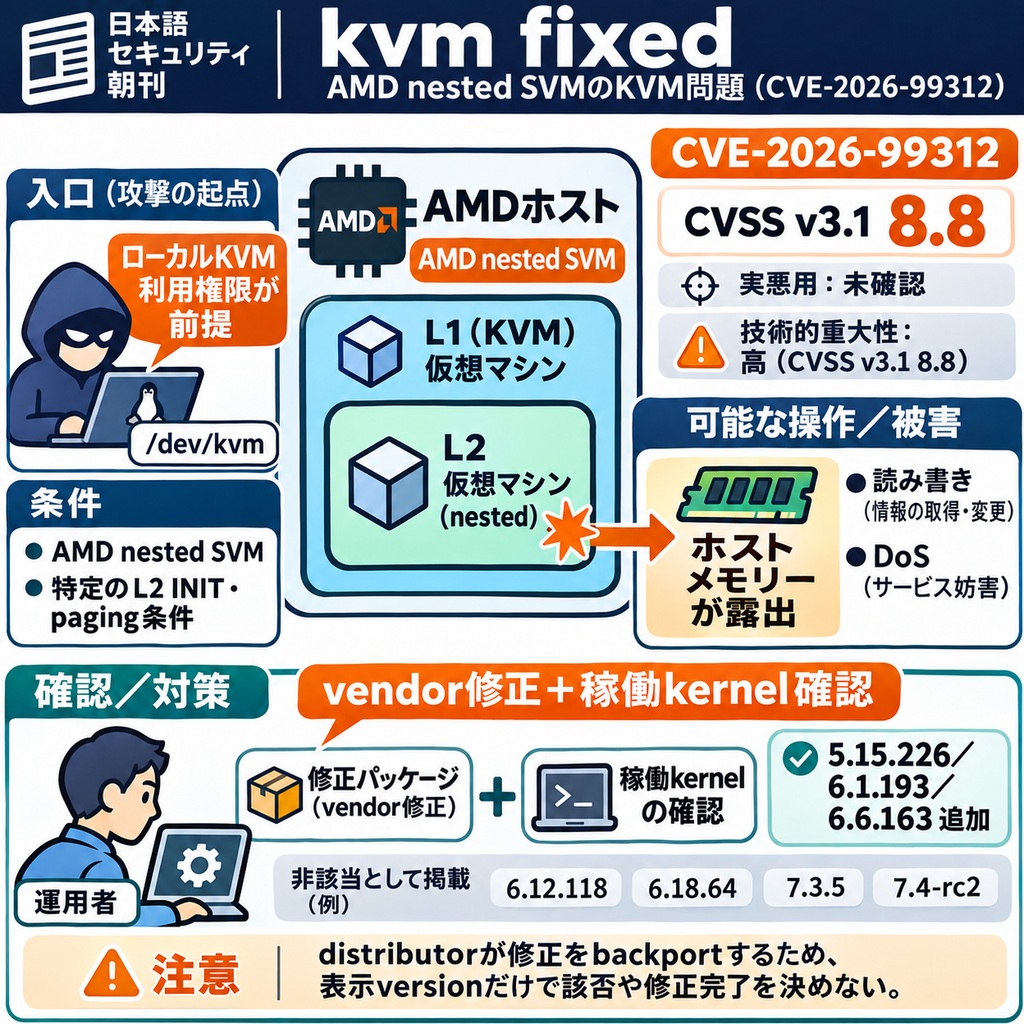 日本語
セキュリティ
朝刊
kvm fixed
AMD nested SVMのKVM問題（CVE-2026-99312）
入口（攻撃の起点）
ローカルKVM
利用権限が
前提
/dev/kvm
条件
● AMD nested SVM
● 特定のL2 INIT・
paging条件
AMD
AMDホスト
AMD nested SVM
L1（KVM）
仮想マシン
L2
仮想マシン
（nested）
CVE-2026-99312
CVSS v3.1 8.8
実悪用：未確認
技術的重大性：
高（CVSS v3.1 8.8）
可能な操作／被害
ホスト
メモリー
が露出
● 読み書き
（情報の取得・変更）
● DoS
（サービス妨害）
確認／対策
vendor修正＋稼働kernel確認
運用者
修正パッケージ
（vendor修正）
+
>_
稼働kernel
の確認
5.15.226／
6.1.193／
6.6.163 追加
非該当として掲載
（例）
6.12.118
6.18.64
7.3.5
7.4-rc2
注意
distributorが修正をbackportするため、
表示versionだけで該否や修正完了を決めない。